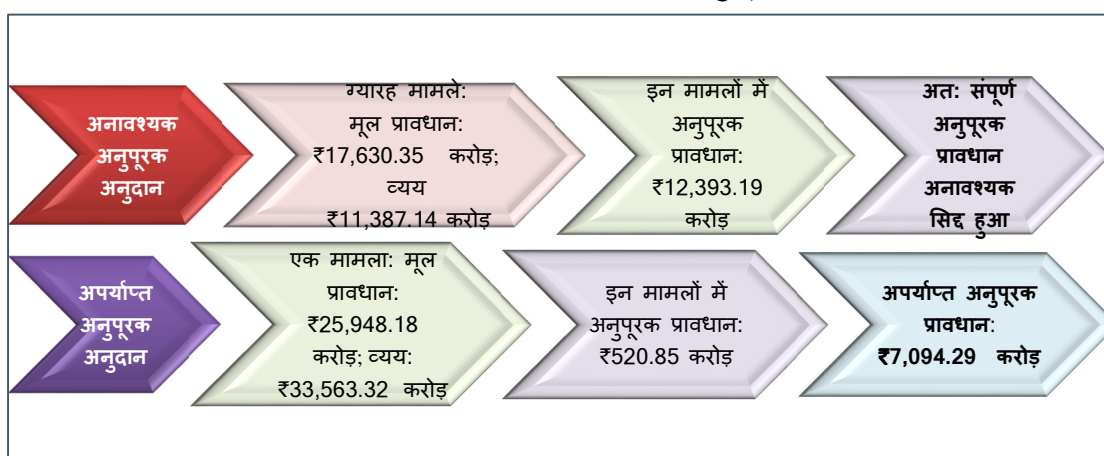 अनावश्यक
अनुपूरक
अनुदान
ग्यारह मामले:
मूल प्रावधान:
₹17,630.35 करोड़;
व्यय
₹11,387.14 करोड़
इन मामलों में
अनुपूरक
प्रावधान:
₹12,393.19
करोड़
अत: संपूर्ण
अनुपूरक
प्रावधान
अनावश्यक
सिद्द हुआ
अपर्याप्त
अनुपूरक
अनुदान
एक मामला: मूल
प्रावधान:
₹25,948.18
करोड़; व्यय:
₹33,563.32 करोड़
इन मामलों में
अनुपूरक प्रावधान:
₹520.85 करोड़
अपर्याप्त अनुपूरक
प्रावधान:
₹7,094.29 करोड़